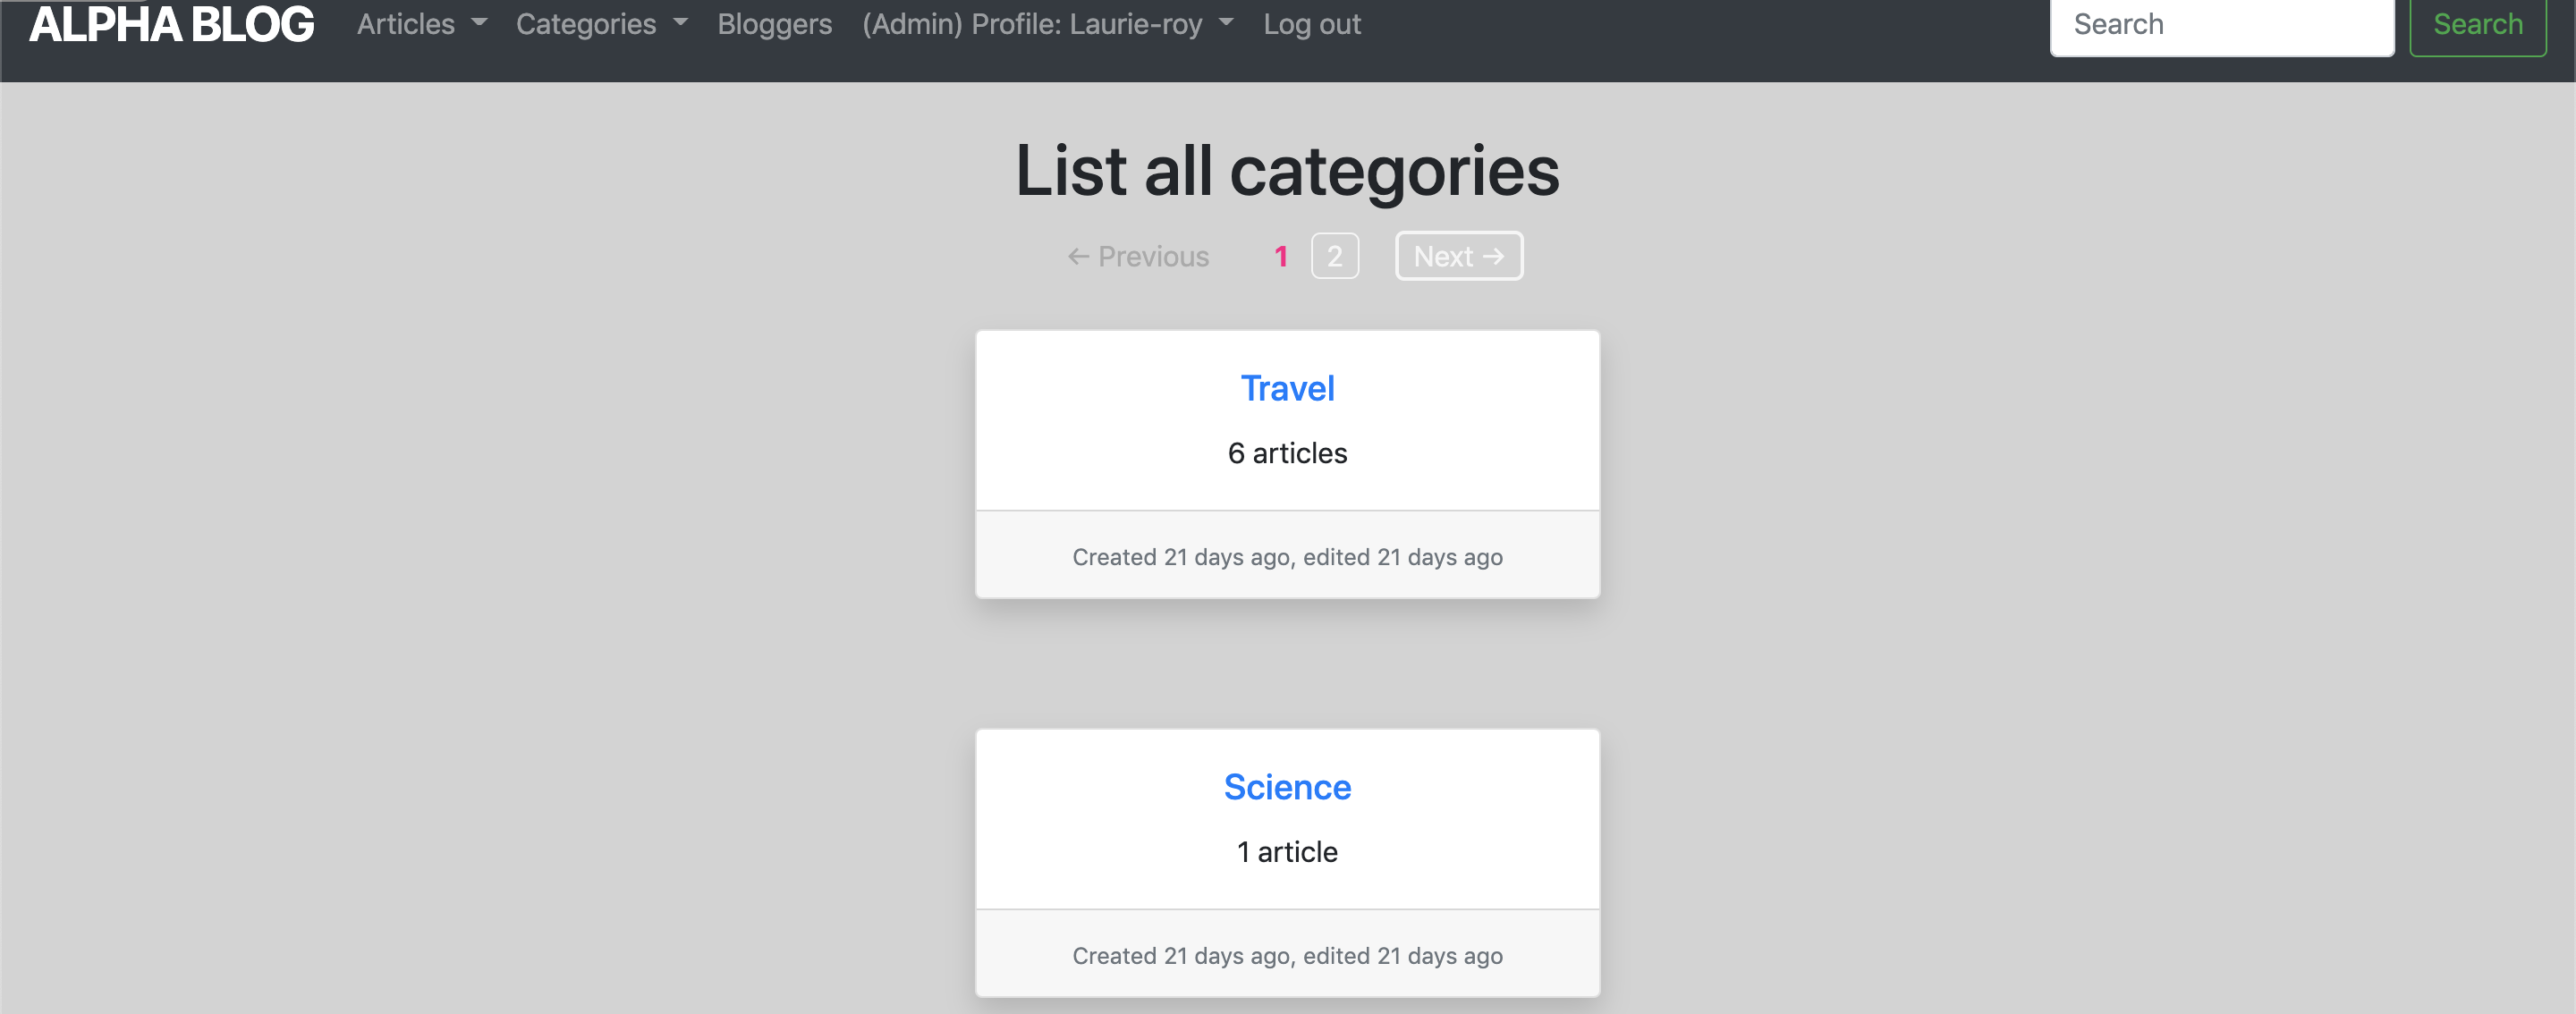 ALPHA BLOG Articles Categories Bloggers (Admin) Profile: Laurie-roy Log out Search Search
List all categories
← Previous 1 2 Next →
Travel
6 articles
Created 21 days ago, edited 21 days ago
Science
1 article
Created 21 days ago, edited 21 days ago